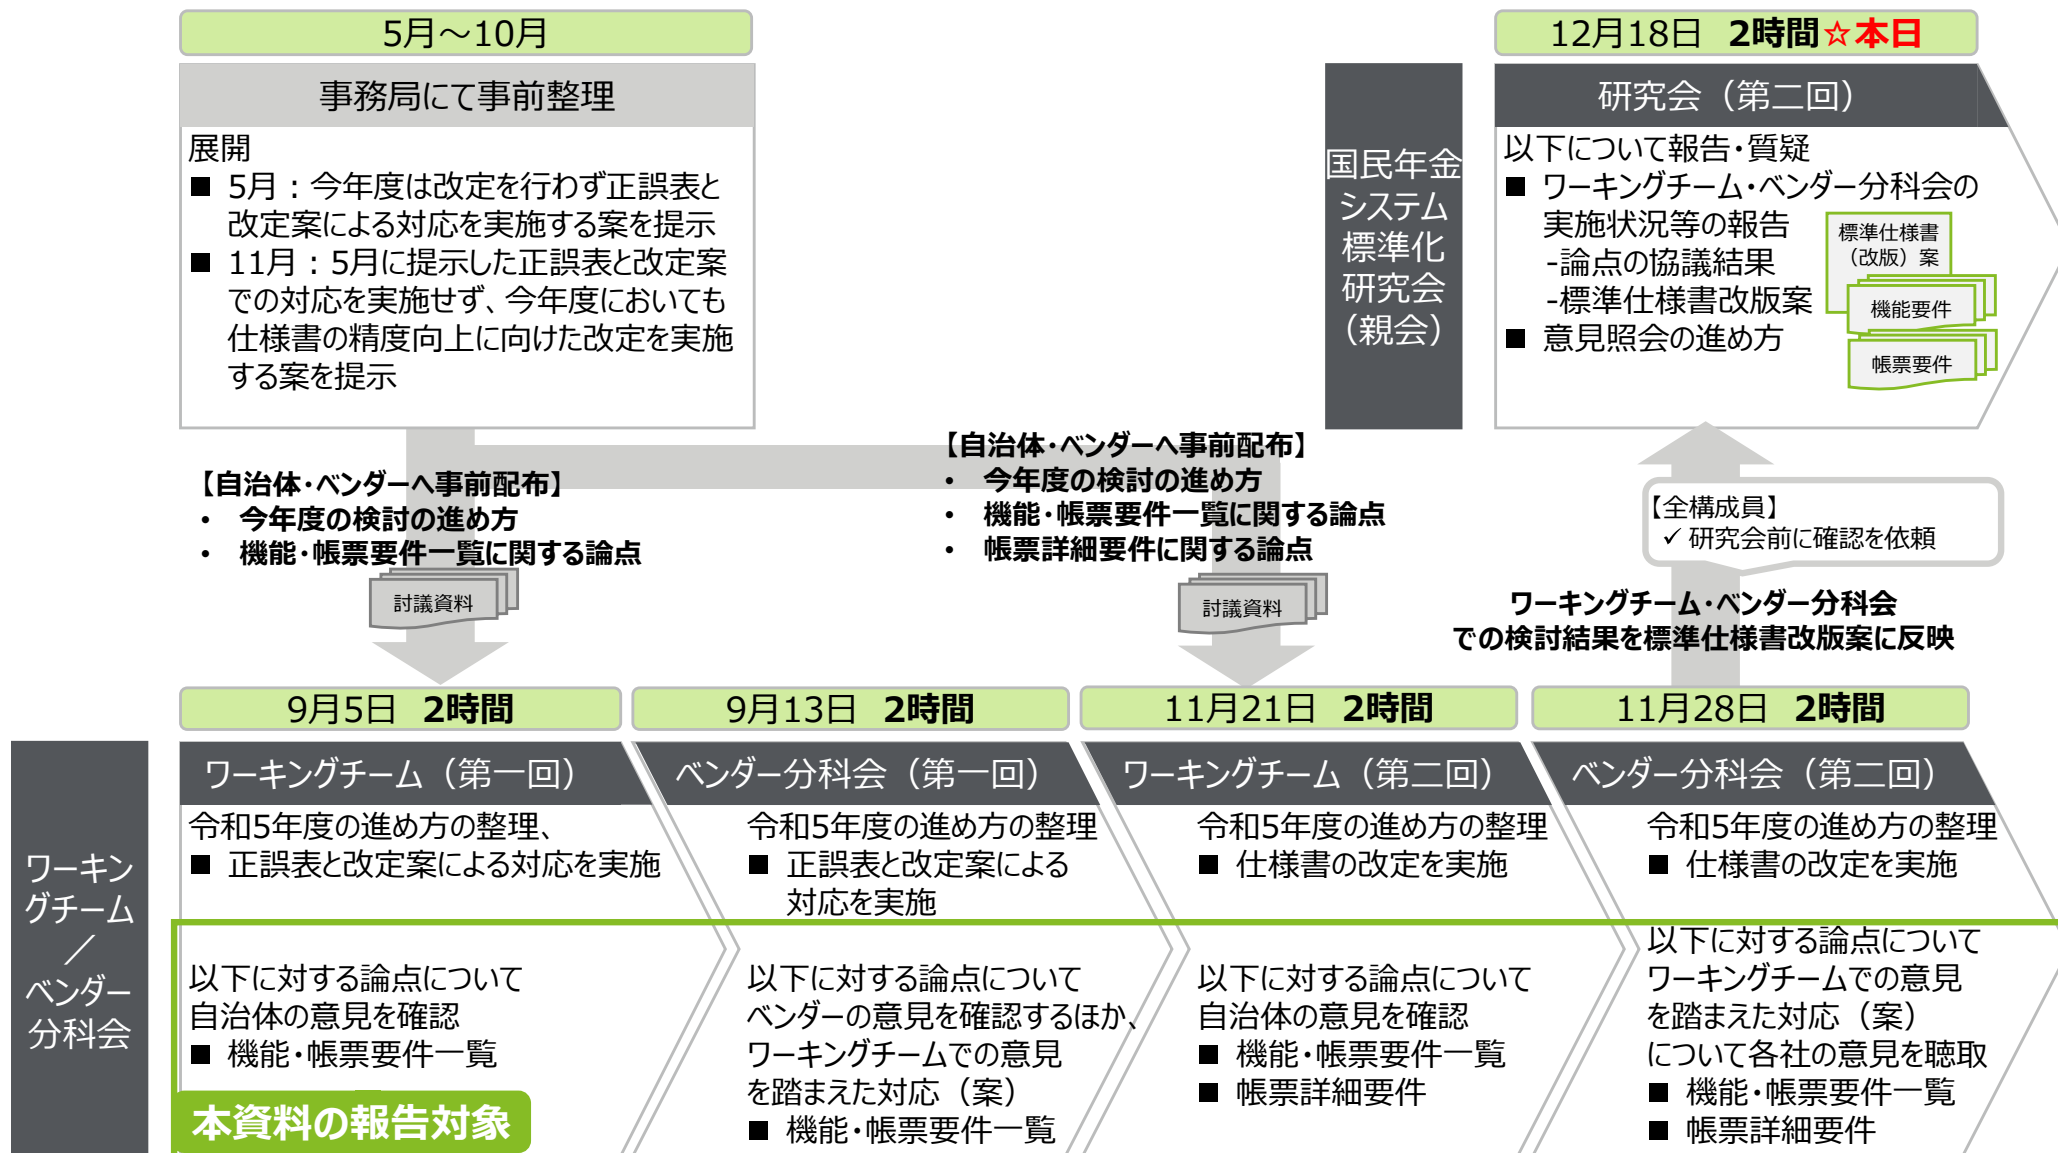 5月～10月
事務局にて事前整理
展開
■ 5月：今年度は改定を行わず正誤表と
改定案による対応を実施する案を提示
■ 11月：5月に提示した正誤表と改定案
での対応を実施せず、今年度においても
仕様書の精度向上に向けた改定を実施
する案を提示
国民年金
システム
標準化
研究会
（親会）
12月18日 2時間☆本日
研究会（第二回）
以下について報告・質疑
■ ワーキングチーム・ベンダー分科会の
実施状況等の報告
-論点の協議結果
-標準仕様書改版案
■ 意見照会の進め方
標準仕様書
（改版）案
機能要件
帳票要件
【自治体・ベンダーへ事前配布】
• 今年度の検討の進め方
• 機能・帳票要件一覧に関する論点
討議資料
【自治体・ベンダーへ事前配布】
• 今年度の検討の進め方
• 機能・帳票要件一覧に関する論点
• 帳票詳細要件に関する論点
討議資料
【全構成員】
✓ 研究会前に確認を依頼
ワーキングチーム・ベンダー分科会
での検討結果を標準仕様書改版案に反映
ワーキン
グチーム
／
ベンダー
分科会
9月5日 2時間
ワーキングチーム（第一回）
令和5年度の進め方の整理、
■ 正誤表と改定案による対応を実施
以下に対する論点について
自治体の意見を確認
■ 機能・帳票要件一覧
本資料の報告対象
9月13日 2時間
ベンダー分科会（第一回）
令和5年度の進め方の整理
■ 正誤表と改定案による
対応を実施
以下に対する論点について
ベンダーの意見を確認するほか、
ワーキングチームでの意見
を踏まえた対応（案）
■ 機能・帳票要件一覧
11月21日 2時間
ワーキングチーム（第二回）
令和5年度の進め方の整理
■ 仕様書の改定を実施
以下に対する論点について
自治体の意見を確認
■ 機能・帳票要件一覧
■ 帳票詳細要件
11月28日 2時間
ベンダー分科会（第二回）
令和5年度の進め方の整理
■ 仕様書の改定を実施
以下に対する論点について
ワーキングチームでの意見
を踏まえた対応（案）
について各社の意見を聴取
■ 機能・帳票要件一覧
■ 帳票詳細要件